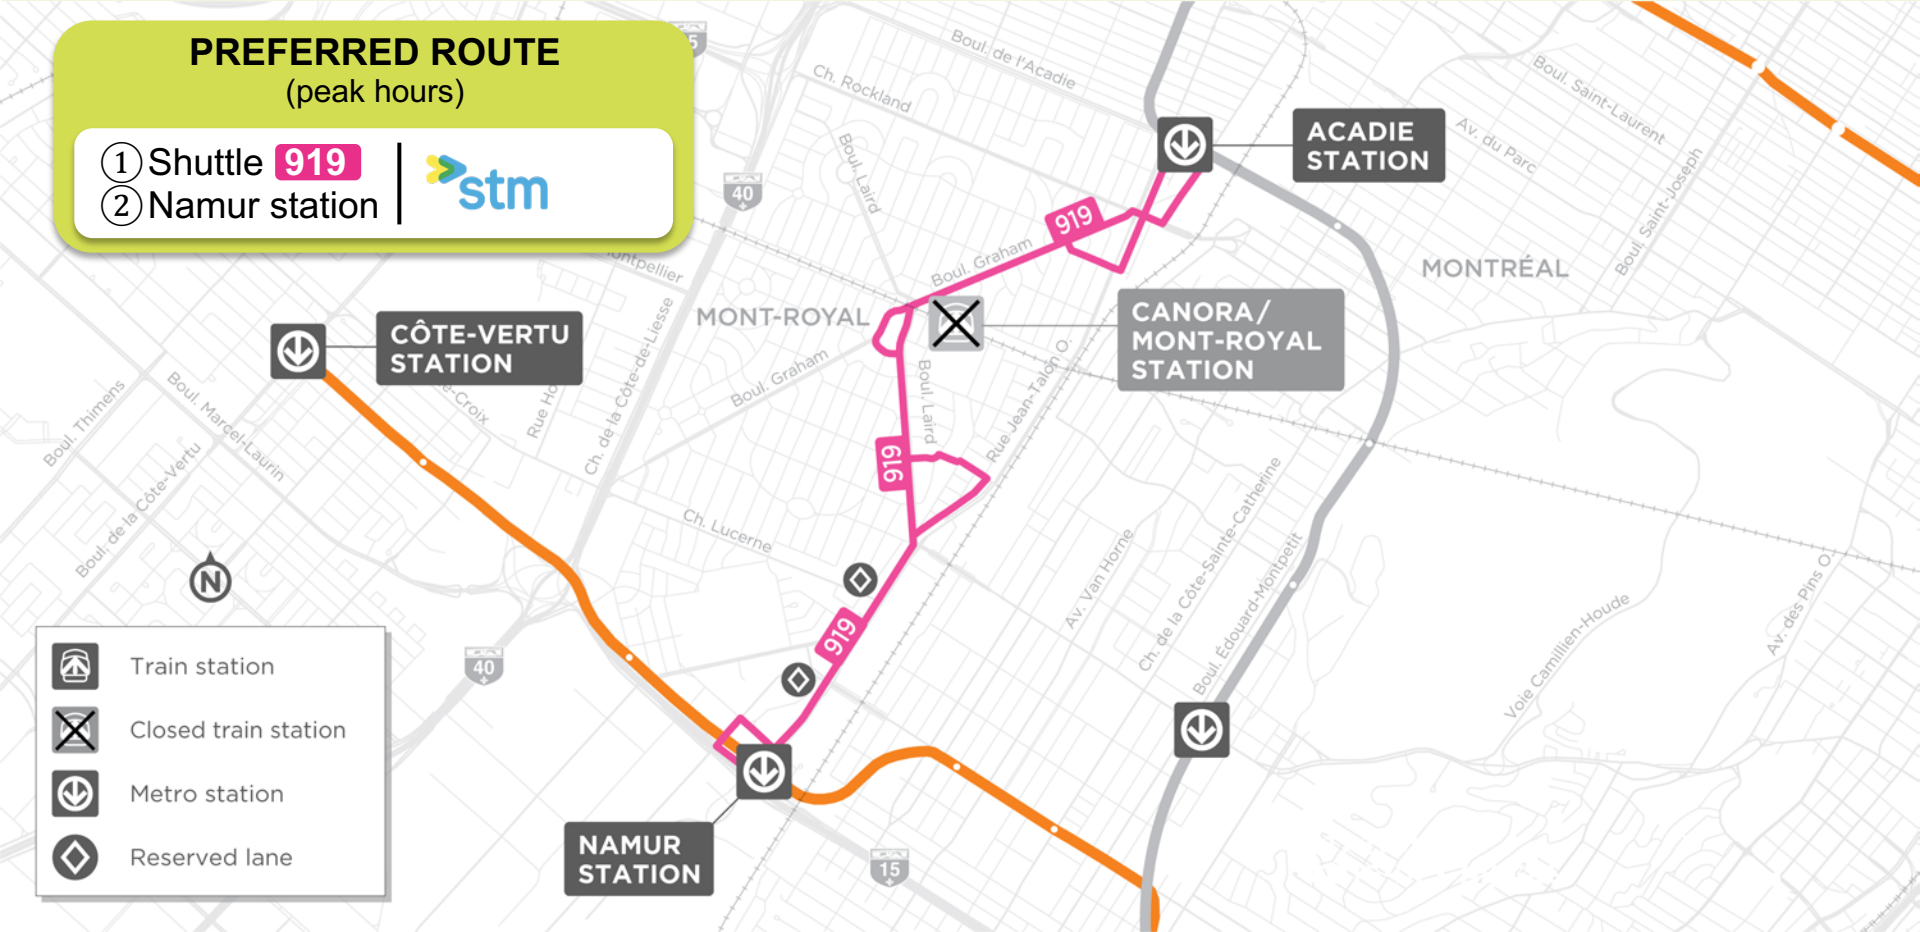 PREFERRED ROUTE
(peak hours)
1 Shuttle 919
2 Namur station
stm
5
Boul. de l'Acadie
Ch. Rockland
Boul. Laird
40
ACADIE
STATION
Boul. Saint-Laurent
Av. du Parc
Boul. Saint-Joseph
919
Boul. Graham
MONTRÉAL
MONT-ROYAL
CANORA/
MONT-ROYAL
STATION
CÔTE-VERTU
STATION
Ch. de la Côte-de-Liesse
Boul. Graham
Boul. Laird
Rue Jean-Talon O.
Boul. Thimens
Boul. Marcel-Laurin
Boul. de la Côte-Vertu
919
Ch. Lucerne
Av. Van Horne
Ch. de la Côte-Sainte-Catherine
Boul. Édouard-Montpetit
Voie Camillien-Houde
Av. des Pins O.
N
919
40
Train station
Closed train station
Metro station
Reserved lane
NAMUR
STATION
15